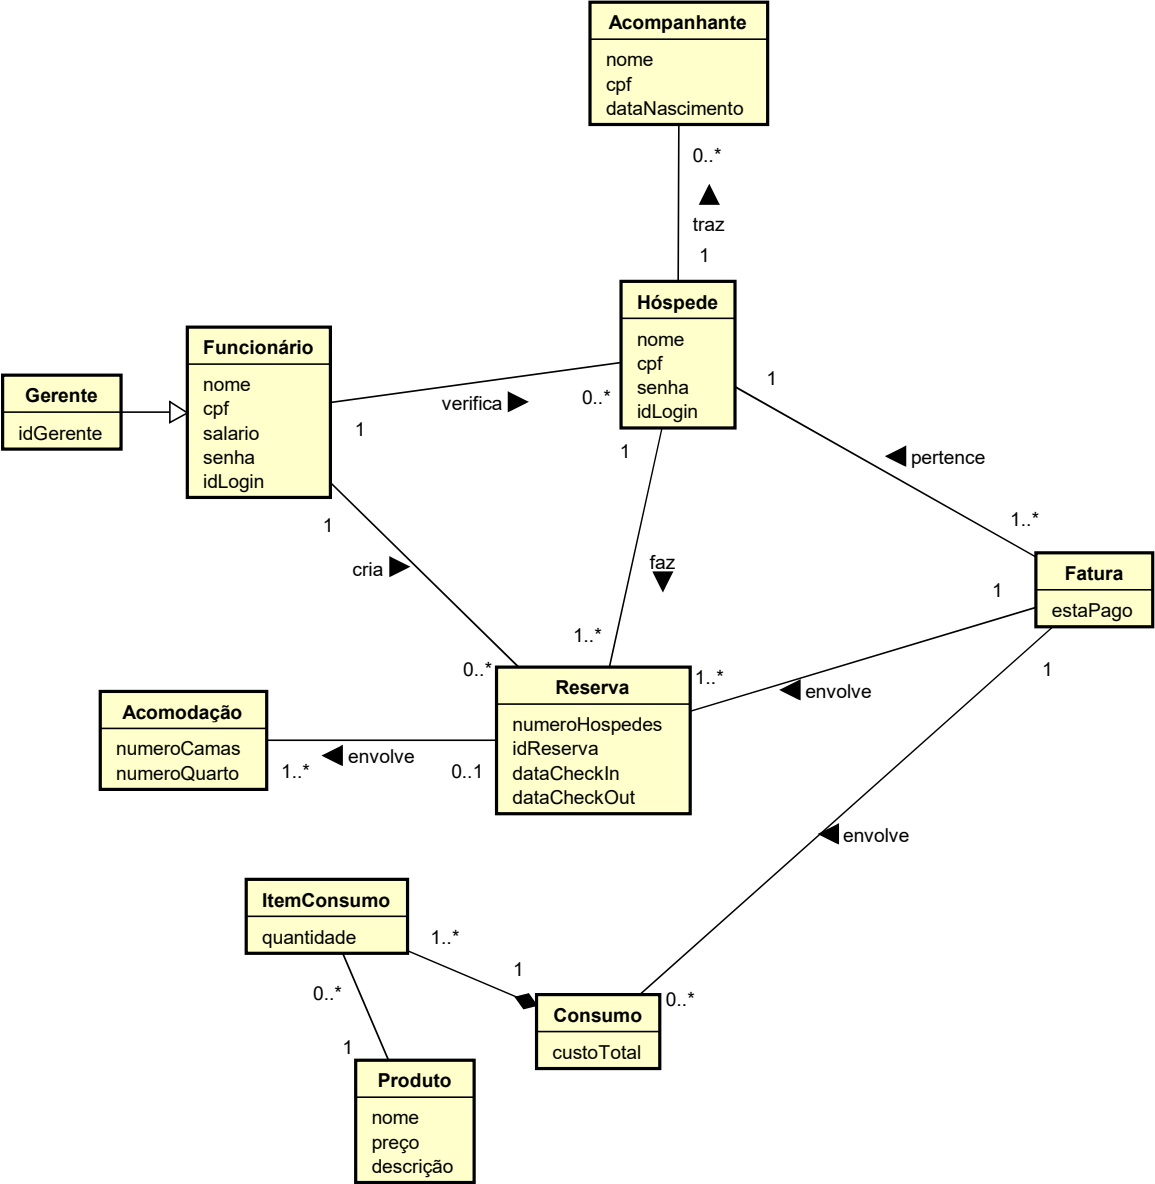 Acompanhante
nome
cpf
dataNascimento
0..*
traz
1
Hóspede
nome
cpf
senha
idLogin
Funcionário
nome
cpf
salario
senha
idLogin
Gerente
idGerente
verifica
0..*
1
1
pertence
1..*
1
1
cria
0..*
faz
1..*
Fatura
estaPago
1
1
Reserva
numeroHospedes
idReserva
dataCheckIn
dataCheckOut
1..*
envolve
Acomodação
numeroCamas
numeroQuarto
envolve
1..*
0..1
envolve
ItemConsumo
quantidade
1..*
1
0..*
0..*
1
Consumo
custoTotal
Produto
nome
preço
descrição